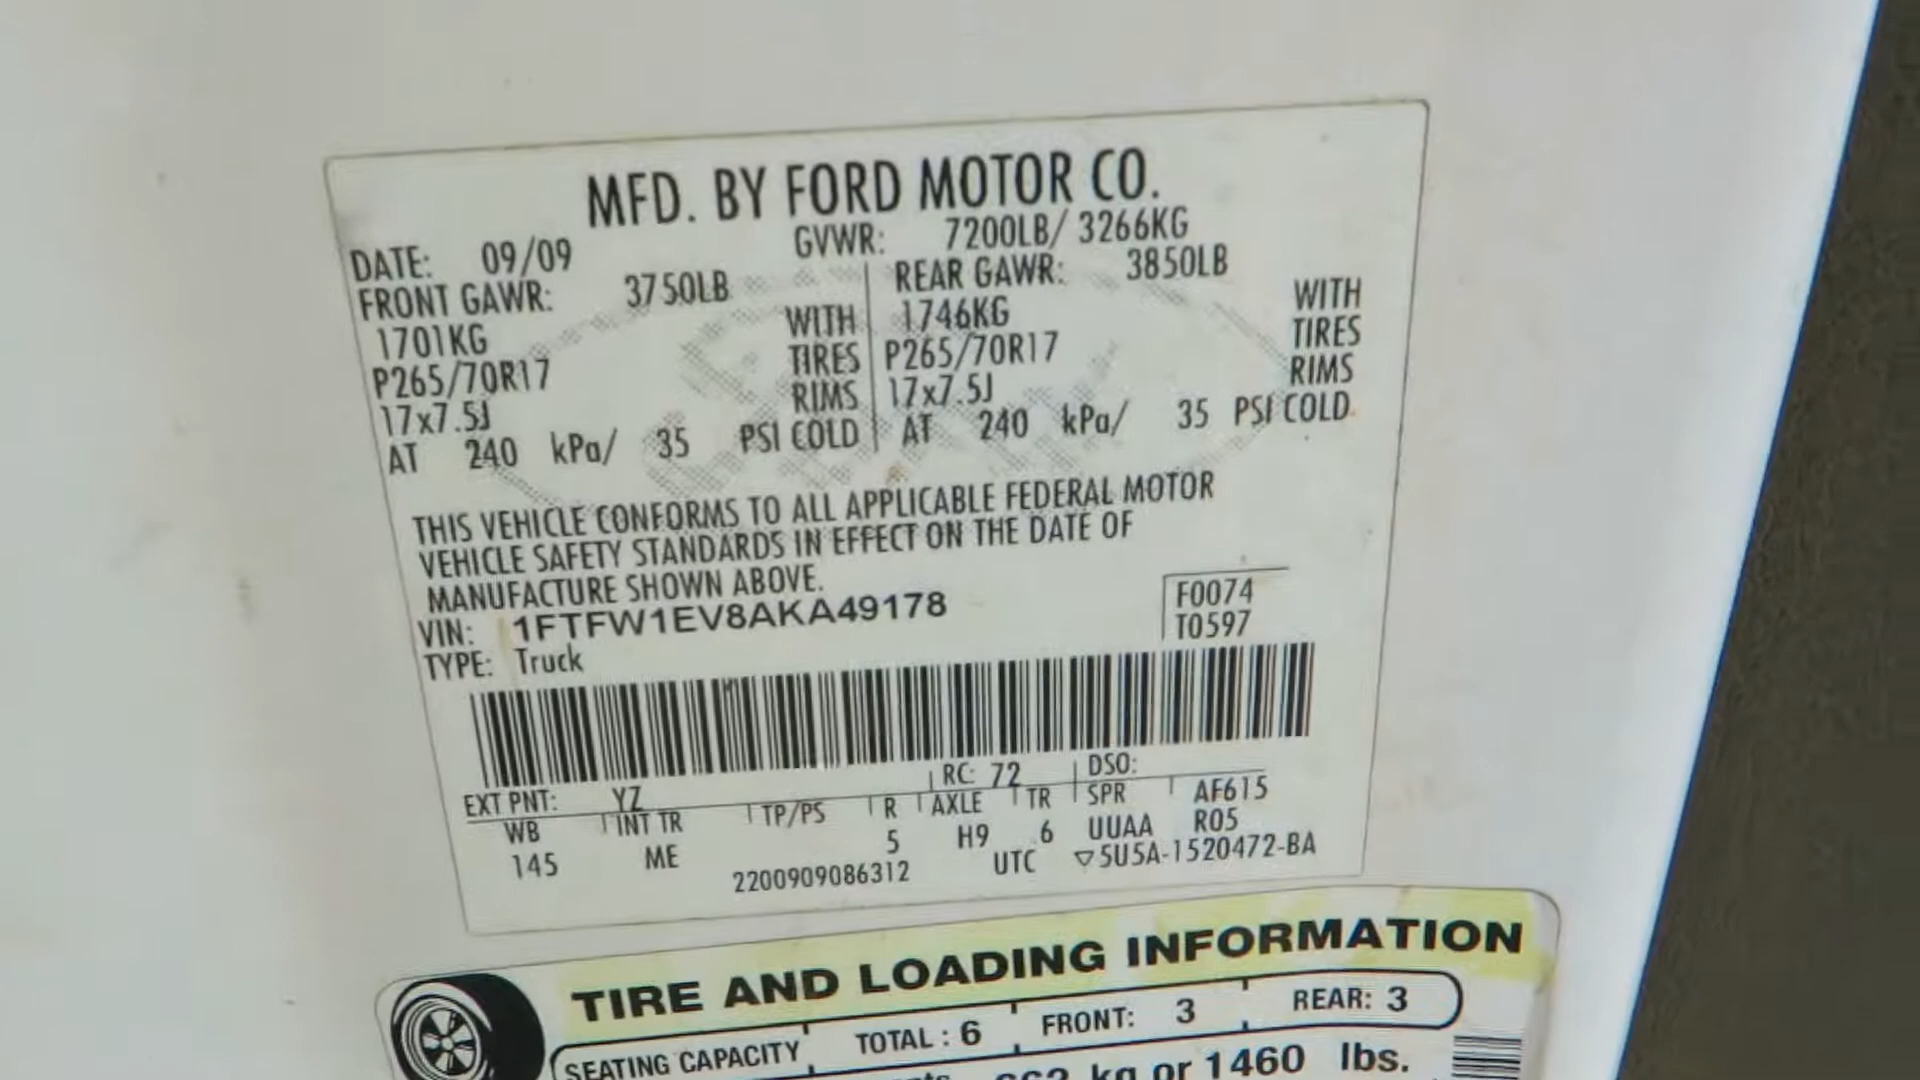 MFD. BY FORD MOTOR CO.
DATE: 09/09 GVWR: 7200LB/ 3266KG
FRONT GAWR: 3750LB REAR GAWR: 3850LB
1701KG WITH 1746KG WITH
P265/70R17 TIRES P265/70R17 TIRES
17x7.5J RIMS 17x7.5J RIMS
AT 240 kPa/ 35 PSI COLD AT 240 kPa/ 35 PSI COLD
THIS VEHICLE CONFORMS TO ALL APPLICABLE FEDERAL MOTOR
VEHICLE SAFETY STANDARDS IN EFFECT ON THE DATE OF
MANUFACTURE SHOWN ABOVE.
VIN: 1FTFW1EV8AKA49178 F0074
TYPE: Truck T0597
EXT PNT: YZ RC: 72 DSO:
WB INT TR TP/PS R AXLE TR SPR AF615
145 ME 5 H9 6 UUAA R05
2200909086312 UTC ▽5U5A-1520472-BA
TIRE AND LOADING INFORMATION
SEATING CAPACITY TOTAL : 6 FRONT: 3 REAR: 3
kg or 1460 lbs.